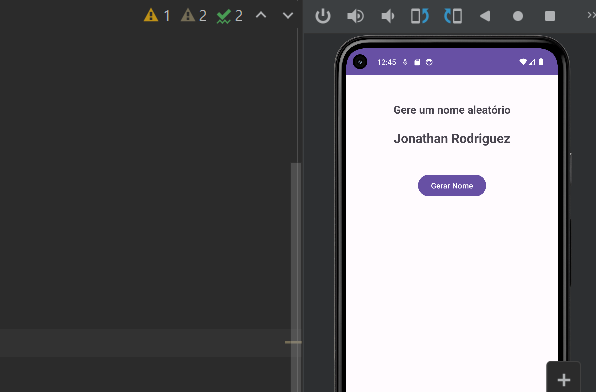 1 2 2
12:45
Gere um nome aleatório
Jonathan Rodriguez
Gerar Nome